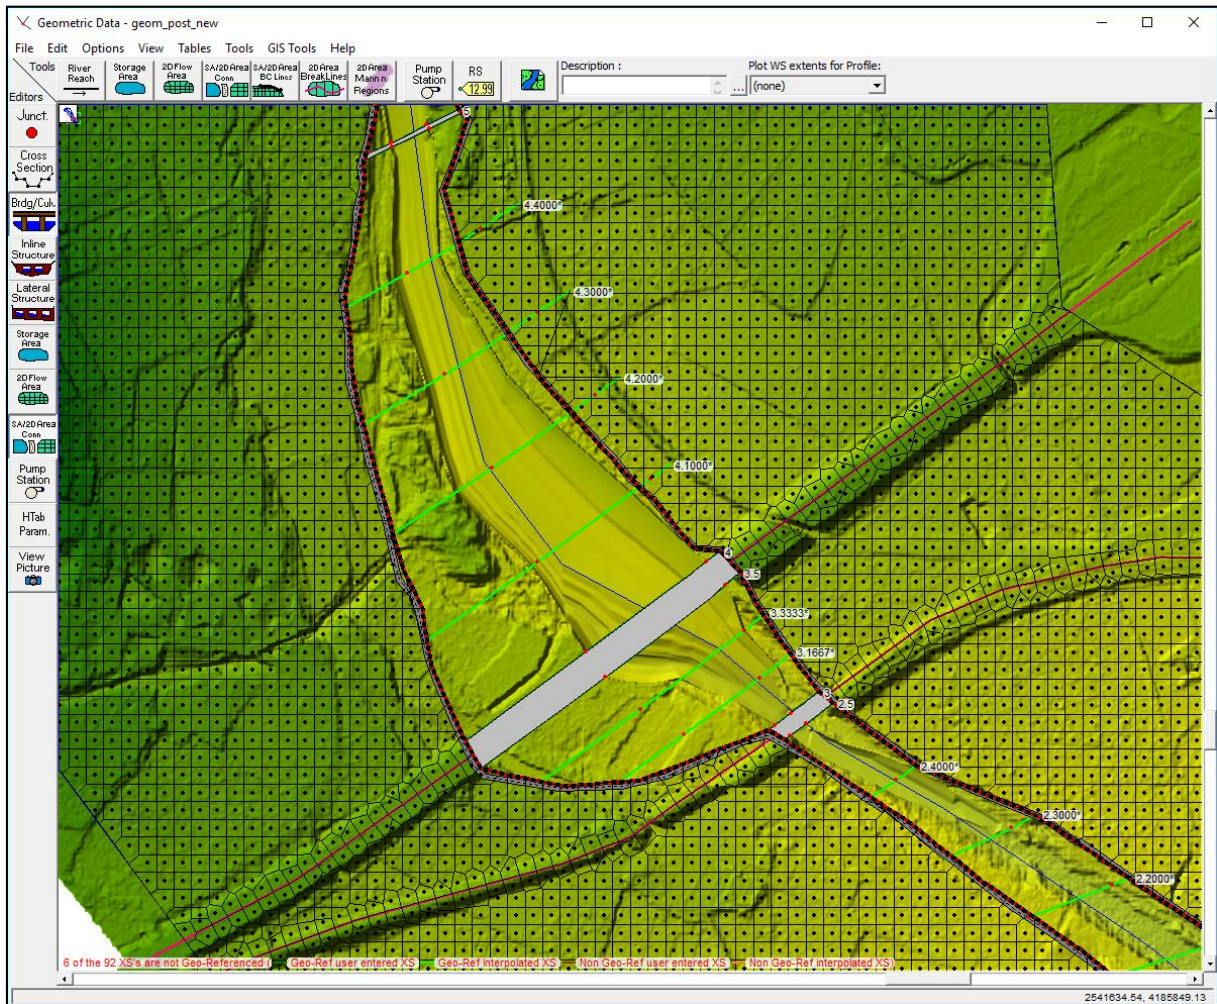 Geometric Data - geom_post_new
File Edit Options View Tables Tools GIS Tools Help
Tools
Editors
River
Reach
Storage
Area
2D Flow
Area
SA/2D Area
Conn
SA/2D Area
BC Lines
2D Area
BreakLines
2D Area
Mann n
Regions
Pump
Station
RS
12.99
Description :
...
Plot WS extents for Profile:
(none)
Junct.
Cross
Section
Brdg/Culv
Inline
Structure
Lateral
Structure
Storage
Area
2D Flow
Area
SA/2D Area
Conn
Pump
Station
HTab
Param.
View
Picture
5
4.4000*
4.3000*
4.2000*
4.1000*
4
3.5
3.3333*
3.1667*
3
2.5
2.4000*
2.3000*
2.2000*
6 of the 92 XS's are not Geo-Referenced ( Geo-Ref user entered XS Geo-Ref interpolated XS Non Geo-Ref user entered XS Non Geo-Ref interpolated XS)
2541634.54, 4185849.13